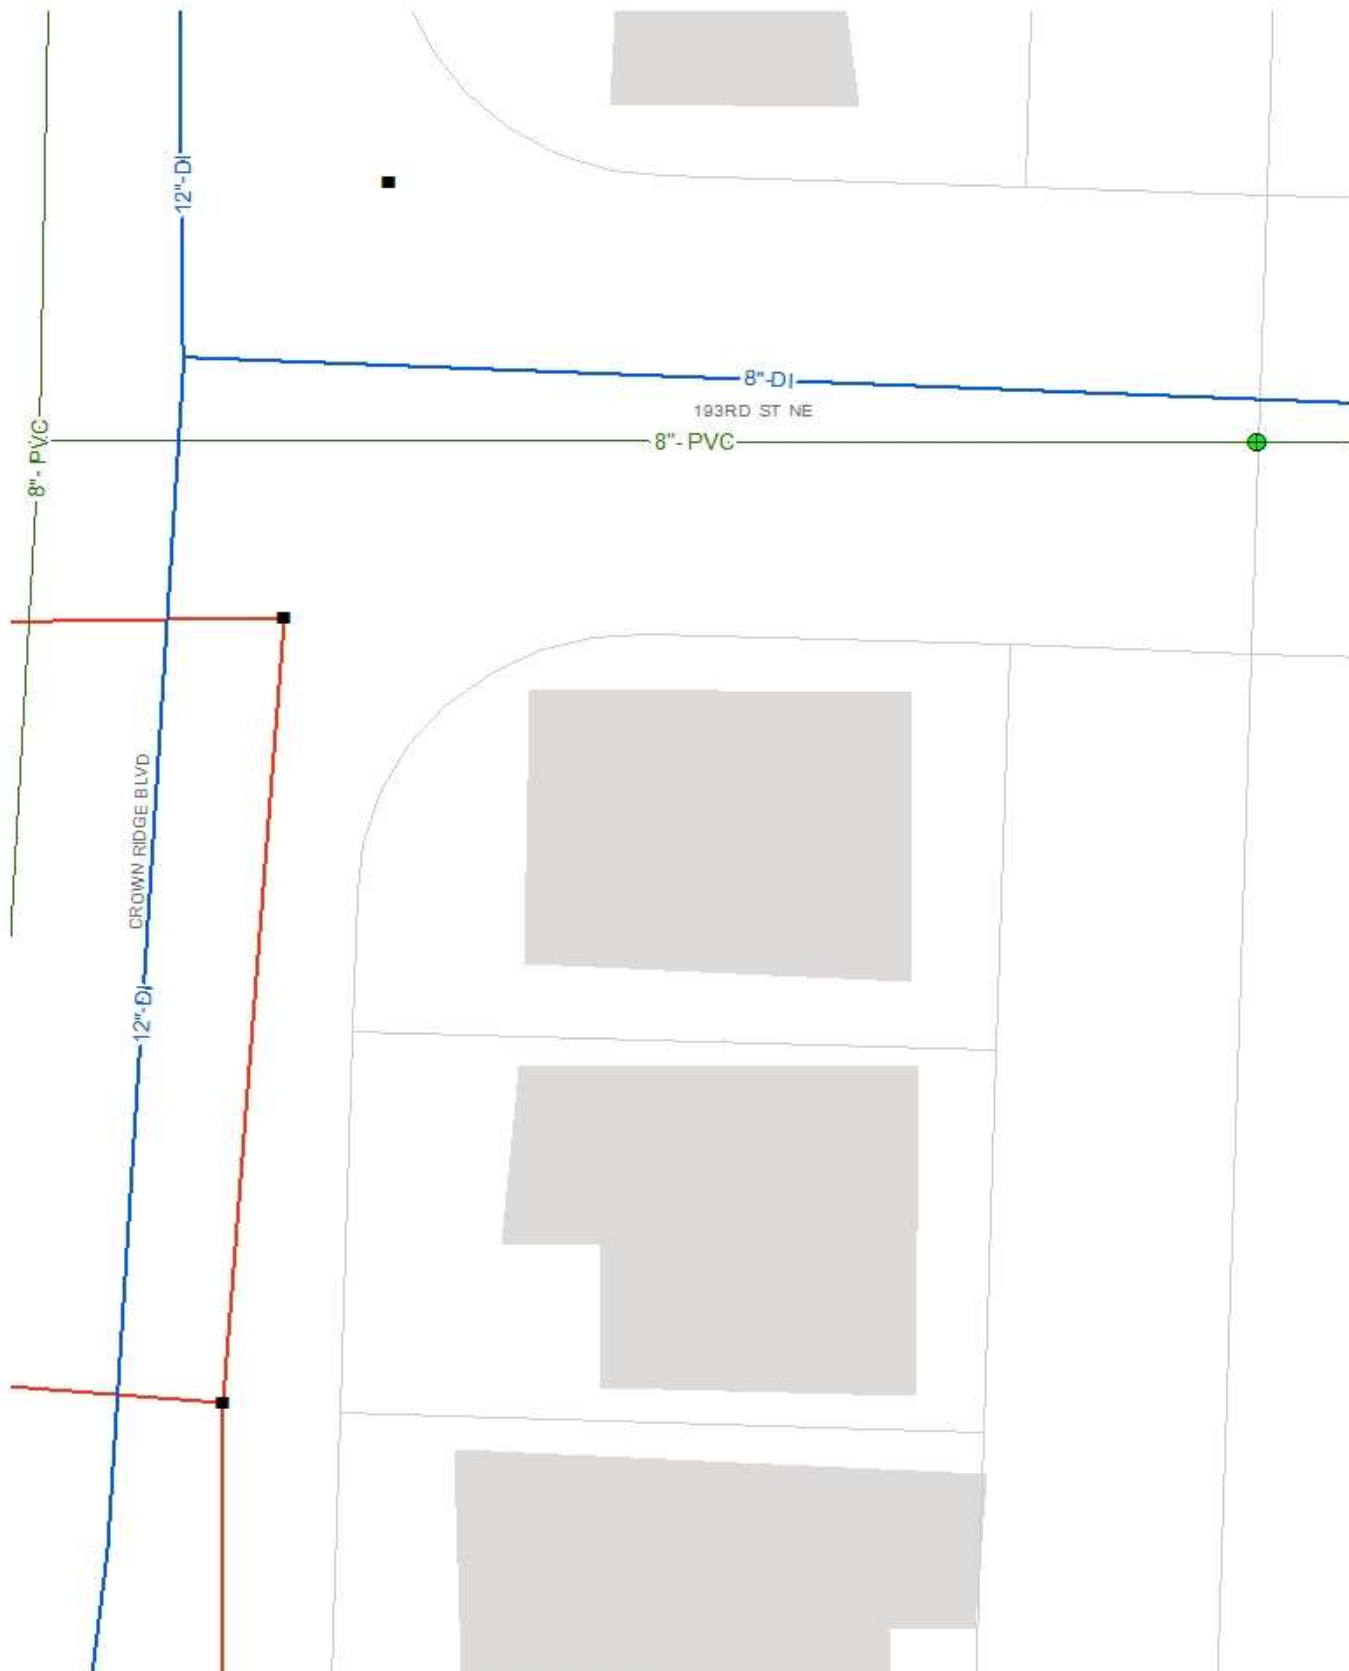 12"-DI
8"-DI
193RD ST NE
8"- PVC
8"- PVC
CROWN RIDGE BLVD
12"-DI